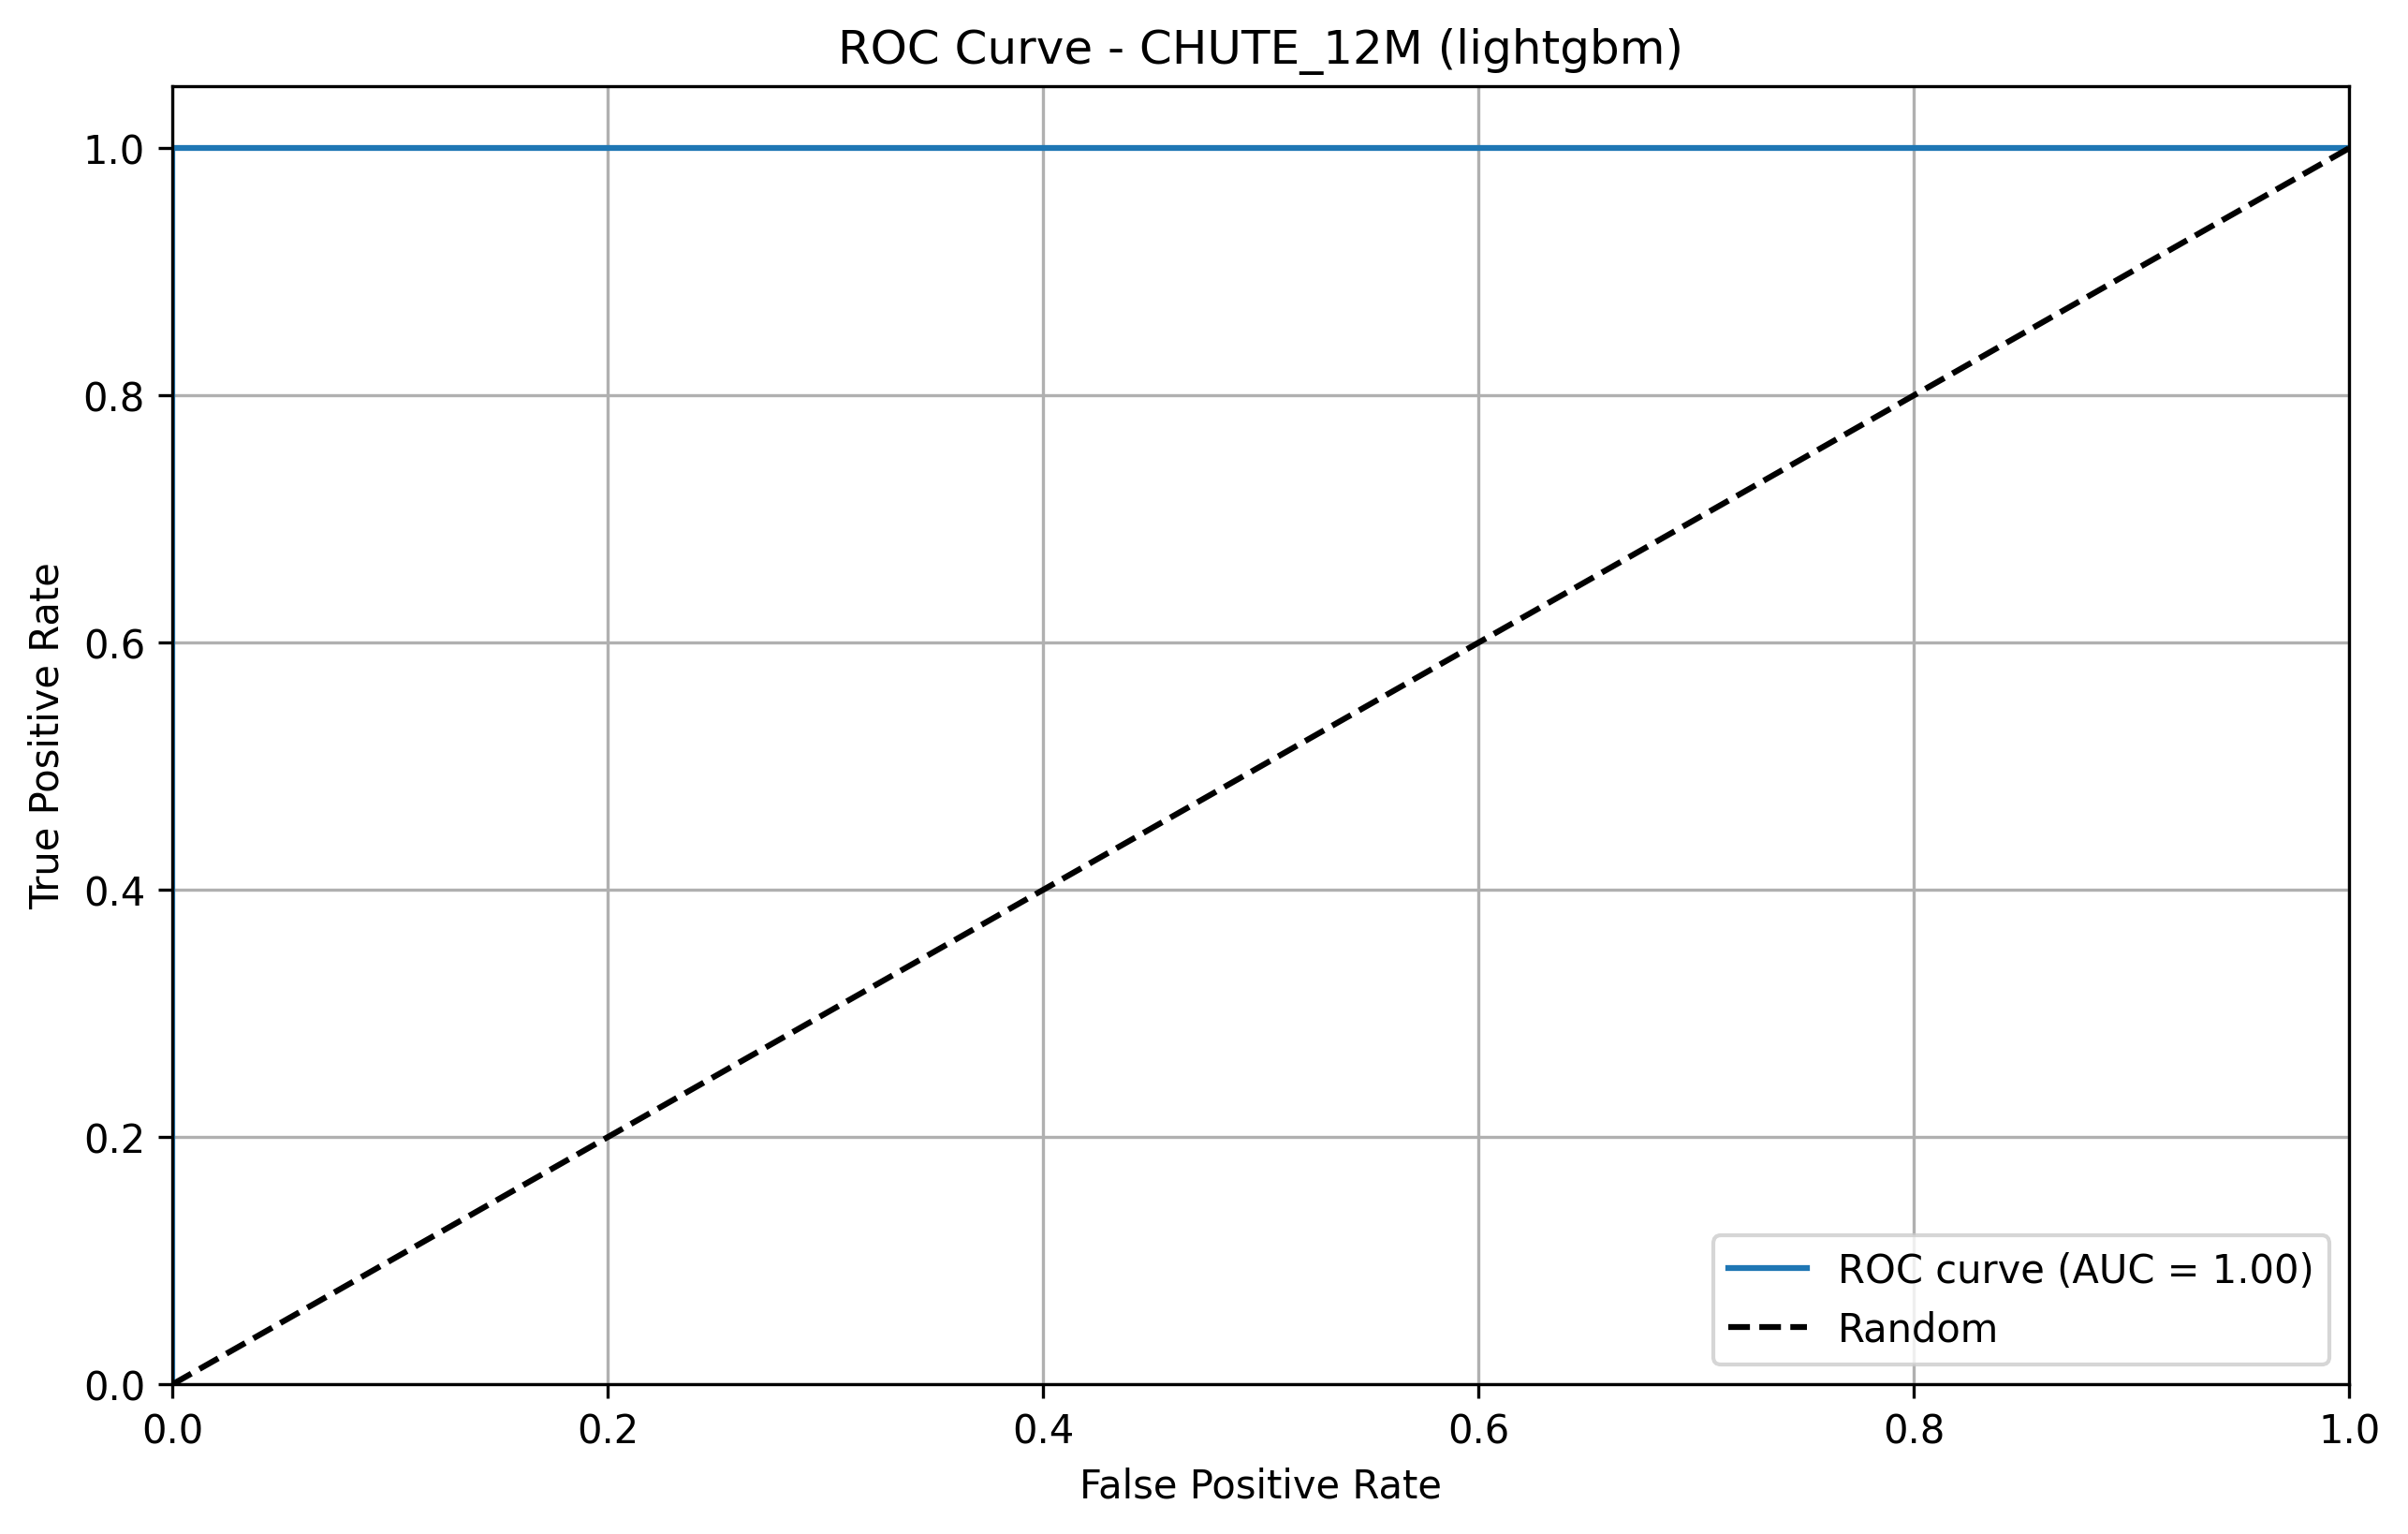 ROC Curve - CHUTE_12M (lightgbm)
1.0
0.8
0.6
0.4
0.2
0.0
True Positive Rate
0.0 0.2 0.4 0.6 0.8 1.0
False Positive Rate
ROC curve (AUC = 1.00)
Random